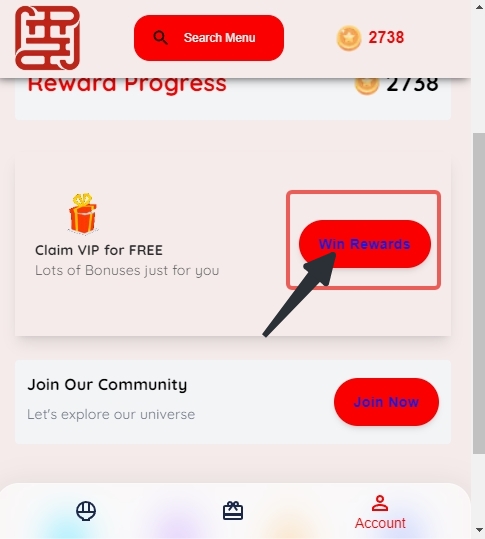 Search Menu
2738
Reward Progress
2738
Claim VIP for FREE
Lots of Bonuses just for you
Win Rewards
Join Our Community
Let's explore our universe
Join Now
Account